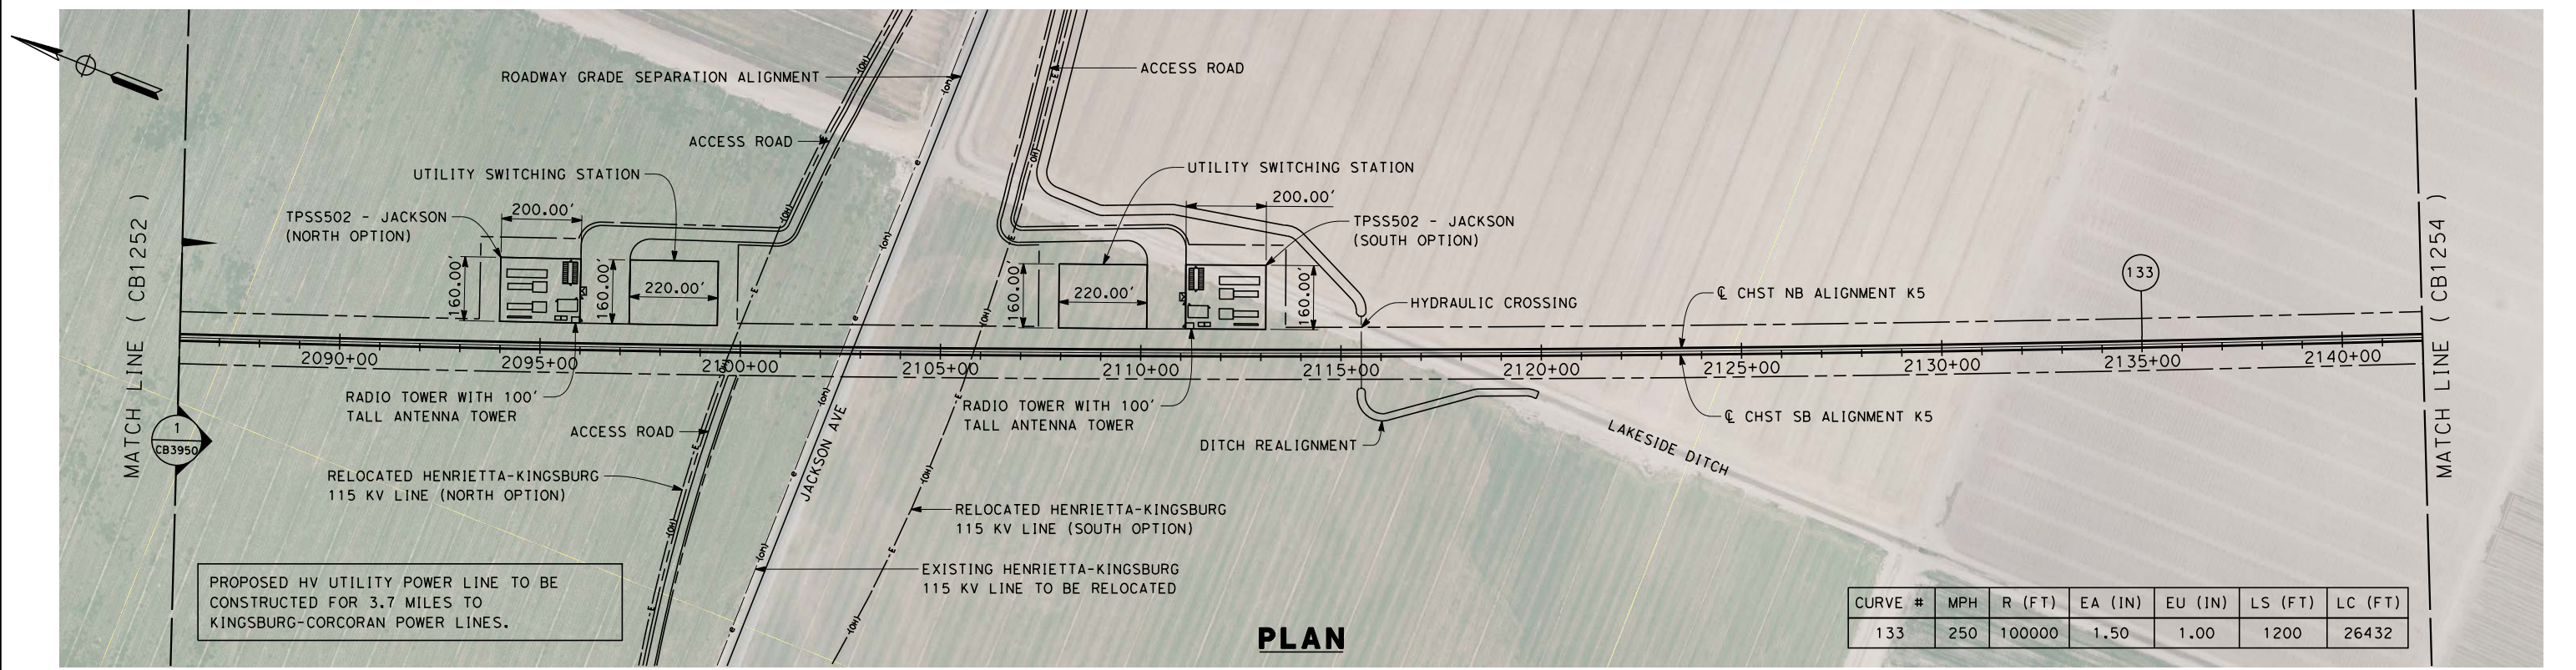 ROADWAY GRADE SEPARATION ALIGNMENT
ACCESS ROAD
ACCESS ROAD
UTILITY SWITCHING STATION
UTILITY SWITCHING STATION
TPSS502 - JACKSON
(NORTH OPTION)
200.00'
200.00'
TPSS502 - JACKSON
(SOUTH OPTION)
160.00'
160.00'
220.00'
160.00'
220.00'
160.00'
HYDRAULIC CROSSING
℄ CHST NB ALIGNMENT K5
133
MATCH LINE ( CB1252 )
MATCH LINE ( CB1254 )
2090+00
2095+00
2100+00
2105+00
2110+00
2115+00
2120+00
2125+00
2130+00
2135+00
2140+00
RADIO TOWER WITH 100'
TALL ANTENNA TOWER
RADIO TOWER WITH 100'
TALL ANTENNA TOWER
℄ CHST SB ALIGNMENT K5
1
CB3950
ACCESS ROAD
JACKSON AVE
DITCH REALIGNMENT
LAKESIDE DITCH
RELOCATED HENRIETTA-KINGSBURG
115 KV LINE (NORTH OPTION)
RELOCATED HENRIETTA-KINGSBURG
115 KV LINE (SOUTH OPTION)
EXISTING HENRIETTA-KINGSBURG
115 KV LINE TO BE RELOCATED
PROPOSED HV UTILITY POWER LINE TO BE
CONSTRUCTED FOR 3.7 MILES TO
KINGSBURG-CORCORAN POWER LINES.
PLAN
CURVE # MPH R (FT) EA (IN) EU (IN) LS (FT) LC (FT)
133 250 100000 1.50 1.00 1200 26432